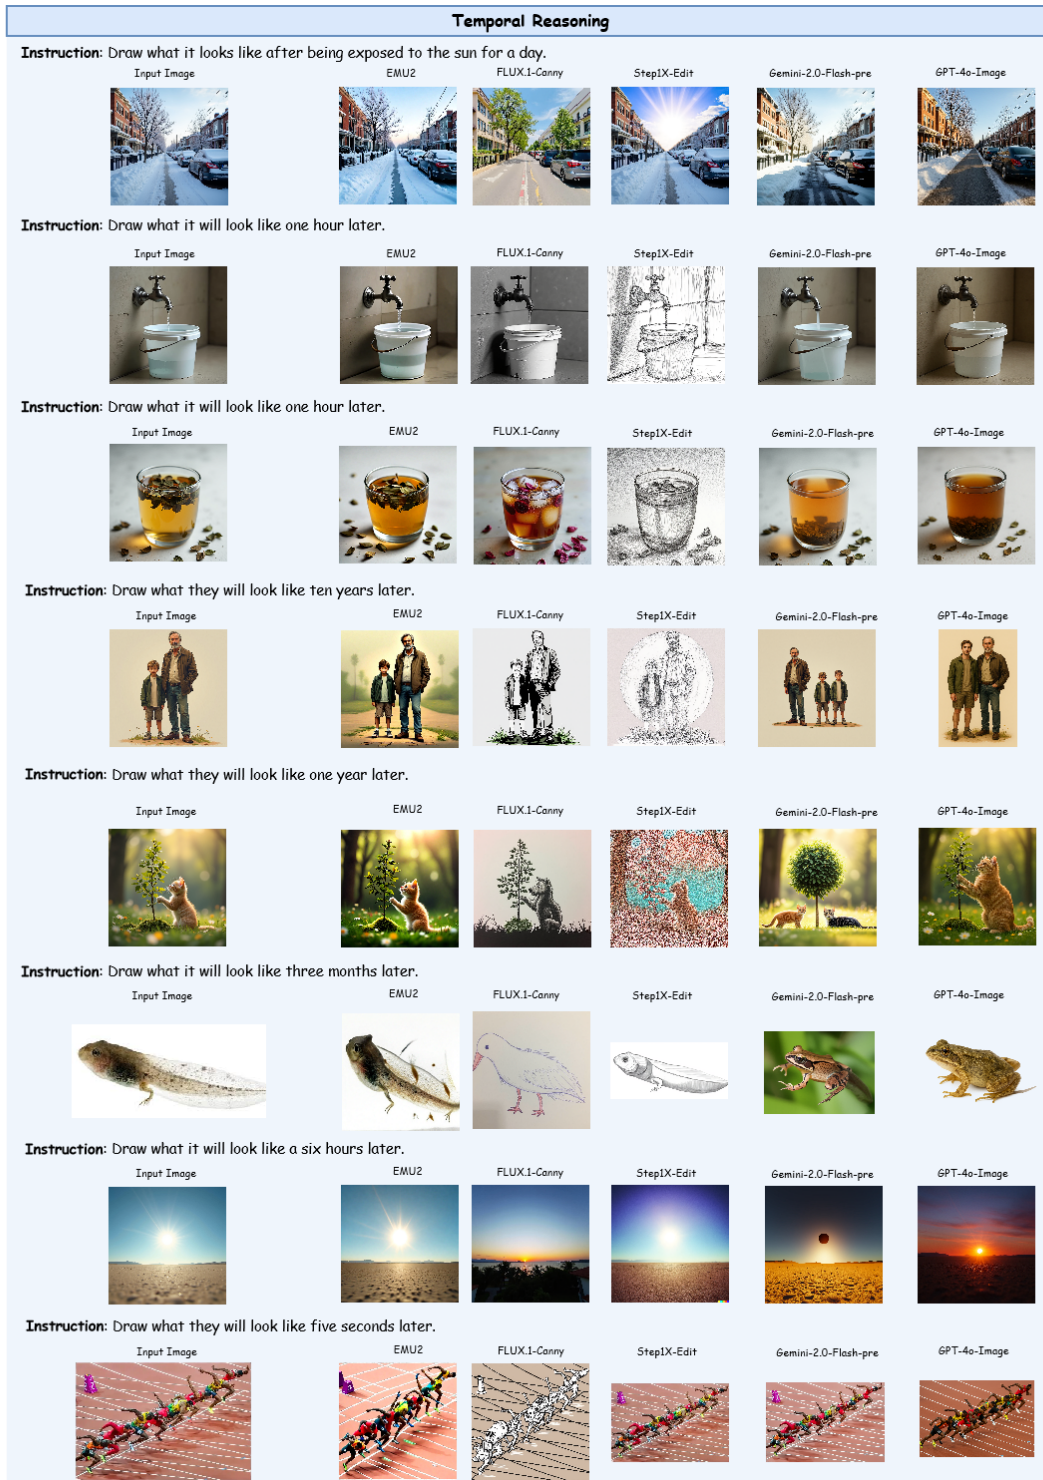 Temporal Reasoning
Instruction: Draw what it looks like after being exposed to the sun for a day.
Input Image EMU2 FLUX.1-Canny Step1X-Edit Gemini-2.0-Flash-pre GPT-4o-Image
Instruction: Draw what it will look like one hour later.
Input Image EMU2 FLUX.1-Canny Step1X-Edit Gemini-2.0-Flash-pre GPT-4o-Image
Instruction: Draw what it will look like one hour later.
Input Image EMU2 FLUX.1-Canny Step1X-Edit Gemini-2.0-Flash-pre GPT-4o-Image
Instruction: Draw what they will look like ten years later.
Input Image EMU2 FLUX.1-Canny Step1X-Edit Gemini-2.0-Flash-pre GPT-4o-Image
Instruction: Draw what they will look like one year later.
Input Image EMU2 FLUX.1-Canny Step1X-Edit Gemini-2.0-Flash-pre GPT-4o-Image
Instruction: Draw what it will look like three months later.
Input Image EMU2 FLUX.1-Canny Step1X-Edit Gemini-2.0-Flash-pre GPT-4o-Image
Instruction: Draw what it will look like a six hours later.
Input Image EMU2 FLUX.1-Canny Step1X-Edit Gemini-2.0-Flash-pre GPT-4o-Image
Instruction: Draw what they will look like five seconds later.
Input Image EMU2 FLUX.1-Canny Step1X-Edit Gemini-2.0-Flash-pre GPT-4o-Image